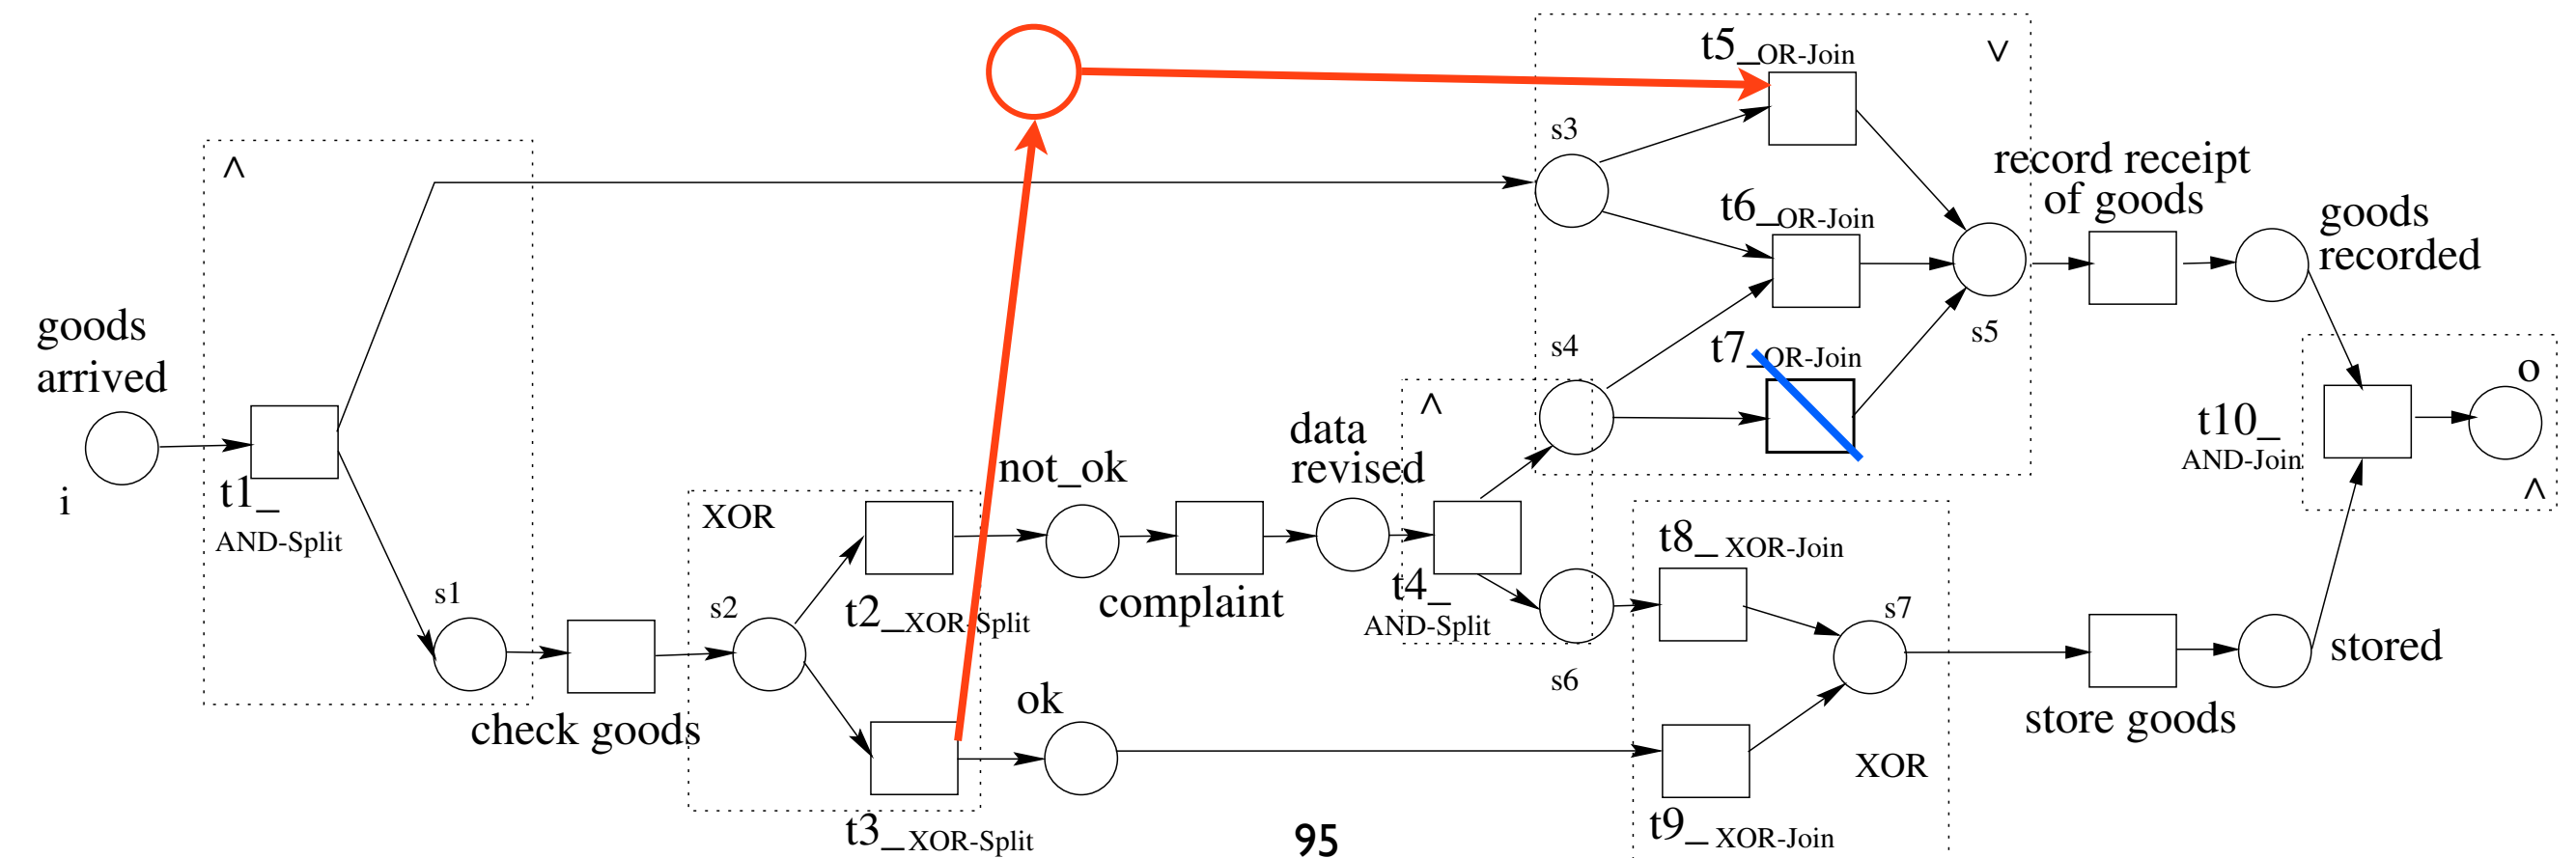 t5_OR-Join
∨
s3
∧
record receipt
of goods
t6_OR-Join
goods
recorded
goods
arrived
s5
s4
t7_OR-Join
o
∧
t10_
AND-Join
data
revised
not_ok
i
t1_
AND-Split
∧
XOR
t8_ XOR-Join
s1
s2
t2_XOR-Split
complaint
t4_
AND-Split
s7
stored
s6
ok
check goods
store goods
XOR
t3_XOR-Split
95
t9_ XOR-Join